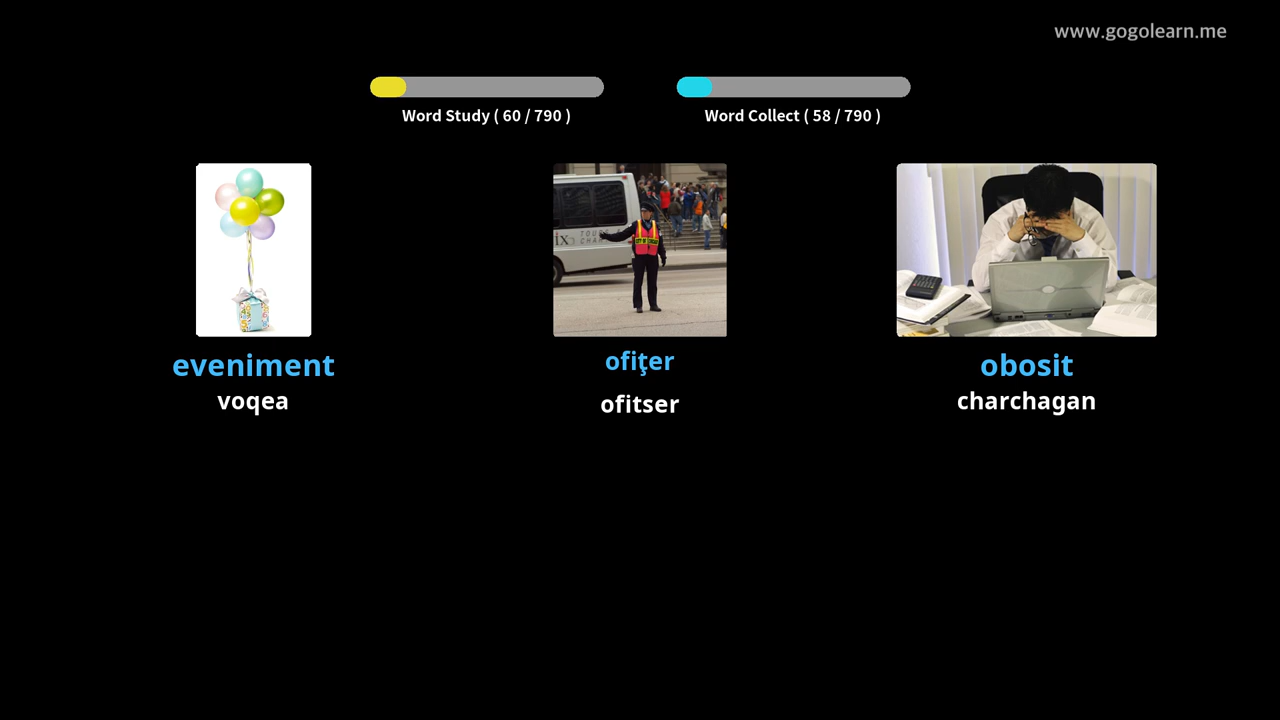 www.gogolearn.me
Word Study ( 60 / 790 )
Word Collect ( 58 / 790 )
eveniment
voqea
ofiţer
ofitser
obosit
charchagan